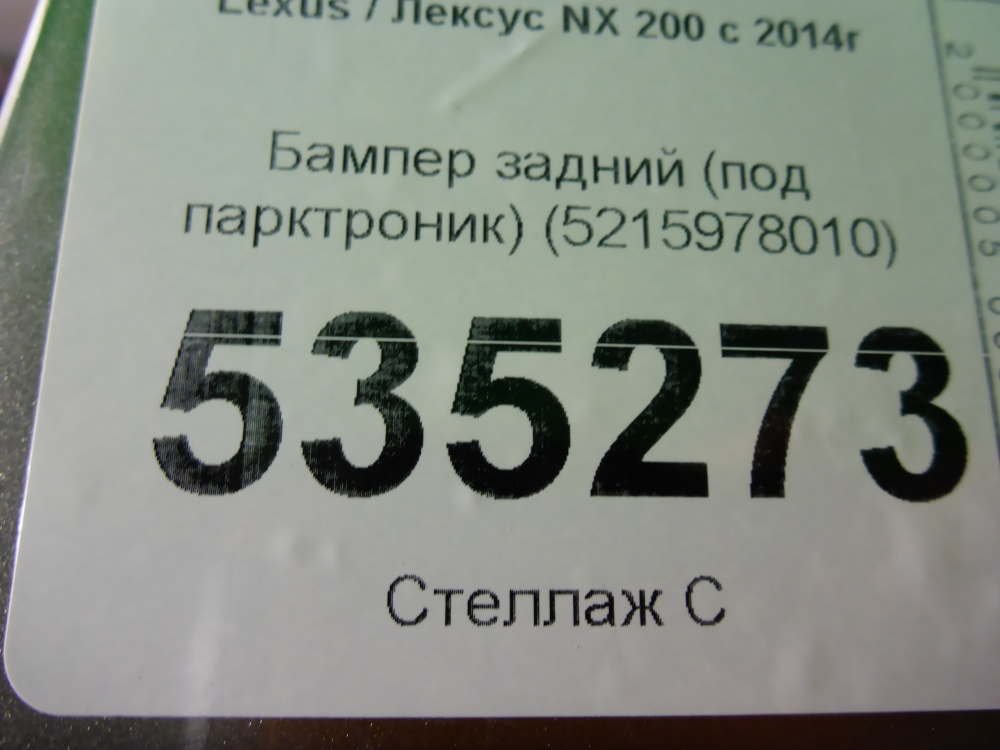 Lexus / Лексус NX 200 с 2014г
Бампер задний (под
парктроник) (5215978010)
535273
Стеллаж С